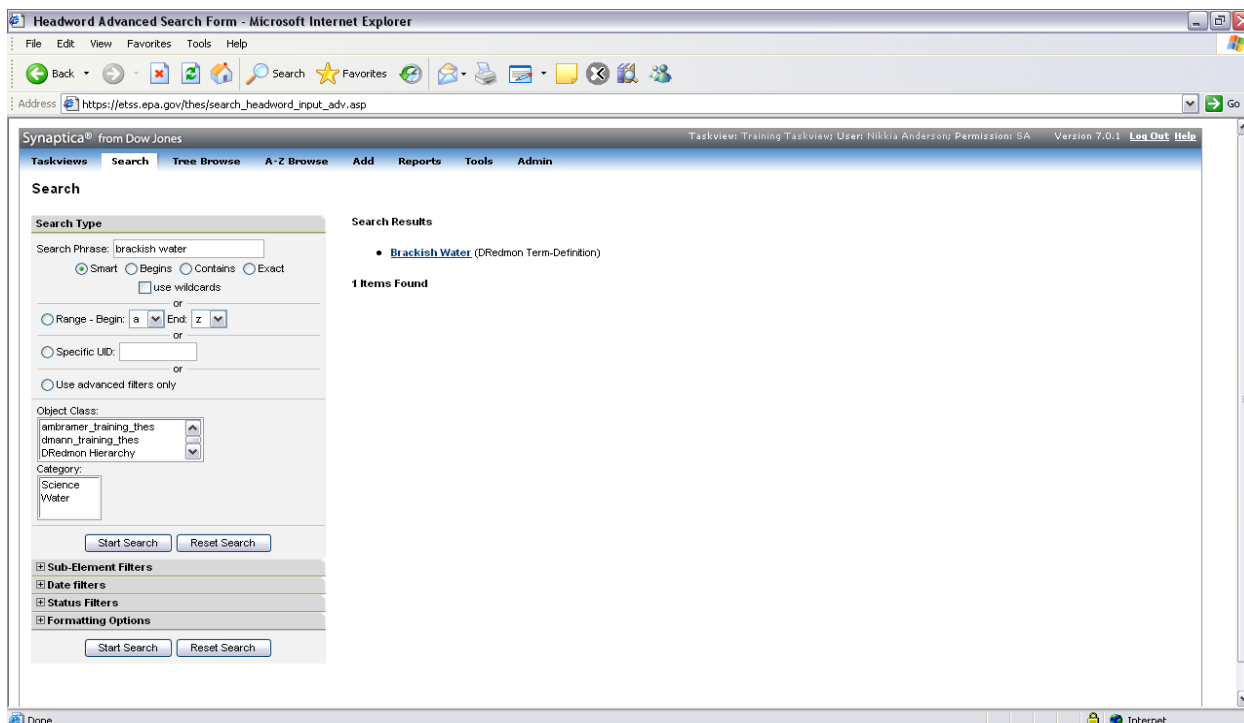 Headword Advanced Search Form - Microsoft Internet Explorer
File Edit View Favorites Tools Help
Back Search Favorites
Address https://etss.epa.gov/thes/search_headword_input_adv.asp Go
Synaptica® from Dow Jones Taskview: Training Taskview; User: Nikkia Anderson; Permission: SA Version 7.0.1 Log Out Help
Taskviews Search Tree Browse A-Z Browse Add Reports Tools Admin
Search
Search Type
Search Phrase: brackish water
Smart Begins Contains Exact
use wildcards
or
Range - Begin: a End: z
or
Specific UID:
or
Use advanced filters only
Object Class:
ambramer_training_thes
dmann_training_thes
DRedmon Hierarchy
Category:
Science
Water
Start Search Reset Search
Sub-Element Filters
Date filters
Status Filters
Formatting Options
Start Search Reset Search
Search Results
Brackish Water (DRedmon Term-Definition)
1 Items Found
Done Internet